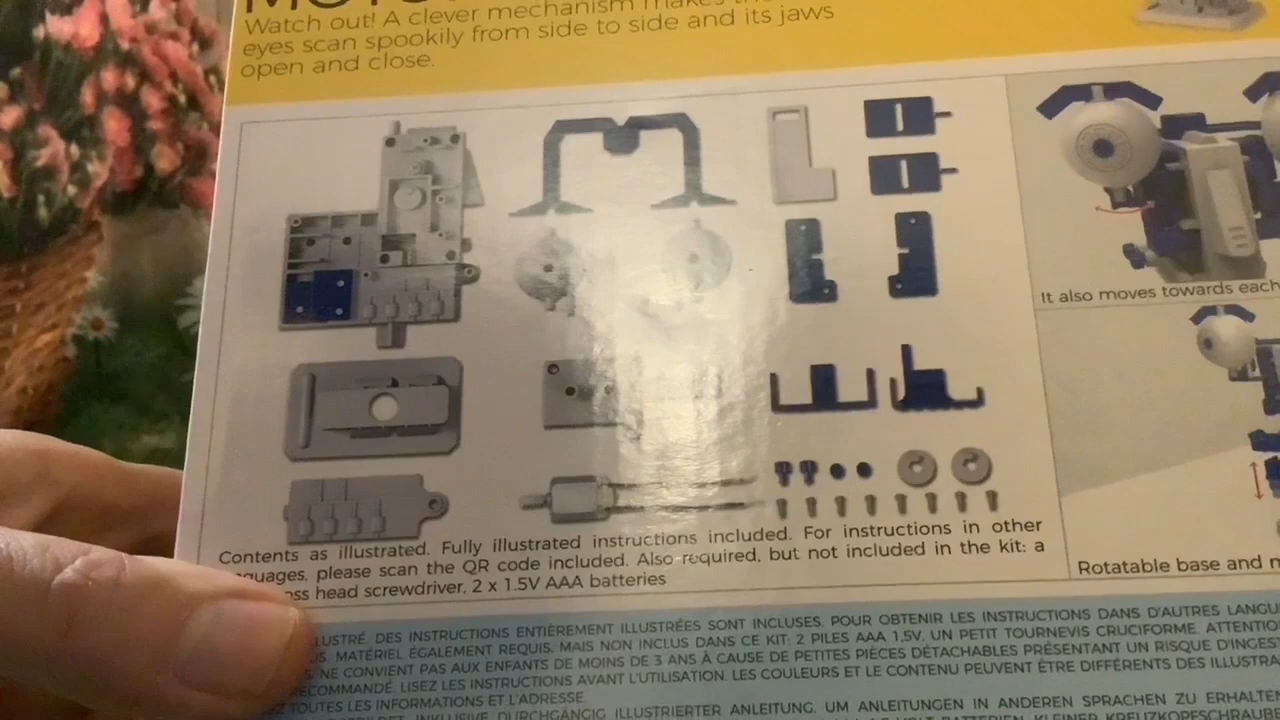 Watch out! A clever mechanism makes
eyes scan spookily from side to side and its jaws
open and close.
It also moves towards each
Contents as illustrated. Fully illustrated instructions included. For instructions in other
please scan the QR code included. Also required, but not included in the kit: a
head screwdriver, 2 x 1.5V AAA batteries
Rotatable base and
DES INSTRUCTIONS ENTIÈREMENT ILLUSTRÉES SONT INCLUSES. POUR OBTENIR LES INSTRUCTIONS DANS D'AUTRES
MATÉRIEL ÉGALEMENT REQUIS, MAIS NON INCLUS DANS CE KIT: 2 PILES AAA 1,5V, UN PETIT TOURNEVIS CRUCIFORME.
NE CONVIENT PAS AUX ENFANTS DE MOINS DE 3 ANS À CAUSE DE PETITES PIÈCES DÉTACHABLES PRÉSENTANT UN RISQUE
LISEZ LES INSTRUCTIONS AVANT L'UTILISATION. LES COULEURS ET LE CONTENU PEUVENT ÊTRE DIFFÉRENTS DES
TOUTES LES INFORMATIONS ET L'ADRESSE.
DURCHGÄNGIG ILLUSTRIERTER ANLEITUNG. UM ANLEITUNGEN IN ANDEREN SPRACHEN ZU